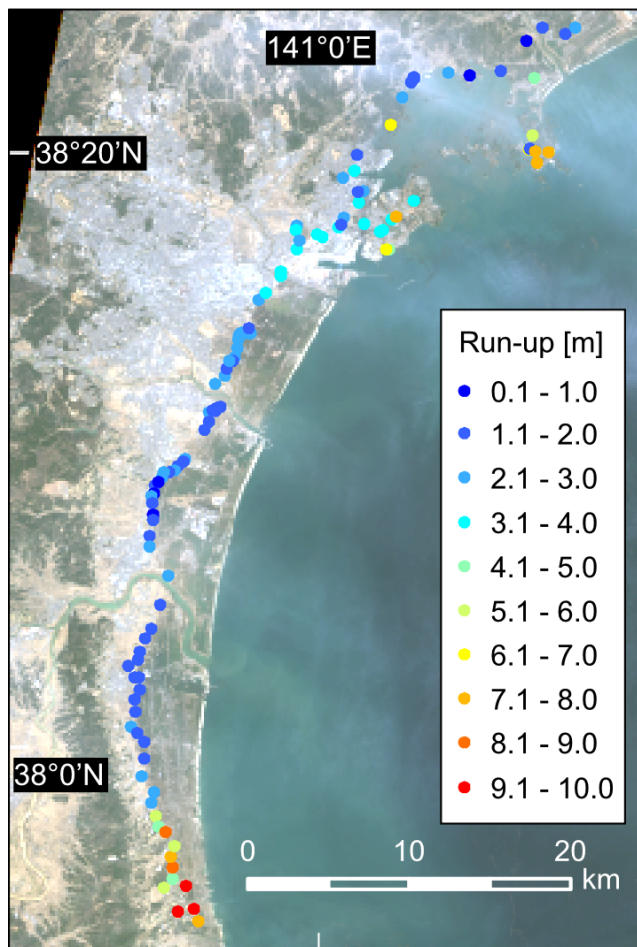 141°0'E
38°20'N
Run-up [m]
0.1 - 1.0
1.1 - 2.0
2.1 - 3.0
3.1 - 4.0
4.1 - 5.0
5.1 - 6.0
6.1 - 7.0
7.1 - 8.0
8.1 - 9.0
9.1 - 10.0
38°0'N
0 10 20
km